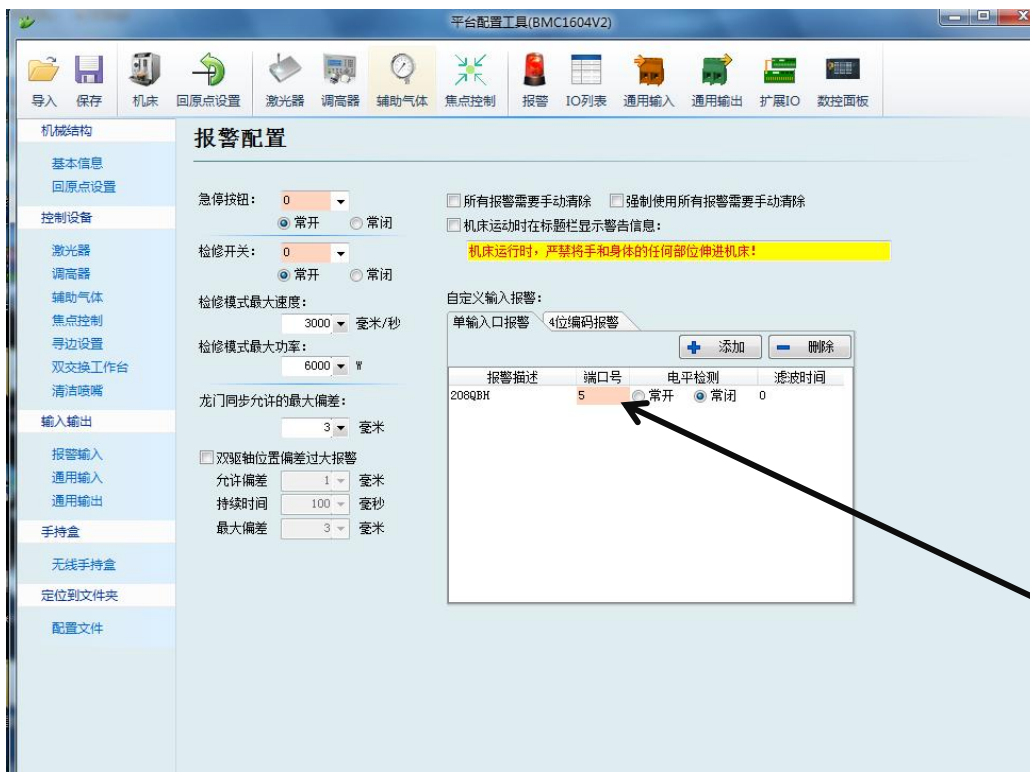 平台配置工具(BMC1604V2)
导入 保存 机床 回原点设置 激光器 调高器 辅助气体 焦点控制 报警 IO列表 通用输入 通用输出 扩展IO 数控面板
机械结构
基本信息
回原点设置
控制设备
激光器
调高器
辅助气体
焦点控制
寻边设置
双交换工作台
清洁喷嘴
输入输出
报警输入
通用输入
通用输出
手持盒
无线手持盒
定位到文件夹
配置文件
报警配置
急停按钮: 0
常开 常闭
检修开关: 0
常开 常闭
检修模式最大速度:
3000 毫米/秒
检修模式最大功率:
6000 W
龙门同步允许的最大偏差:
3 毫米
双驱轴位置偏差过大报警
允许偏差 1 毫米
持续时间 100 毫秒
最大偏差 3 毫米
所有报警需要手动清除 强制使用所有报警需要手动清除
机床运动时在标题栏显示警告信息:
机床运行时，严禁将手和身体的任何部位伸进机床!
自定义输入报警:
单输入口报警 4位编码报警
添加 删除
报警描述 端口号 电平检测 滤波时间
208QBH 5 常开 常闭 0